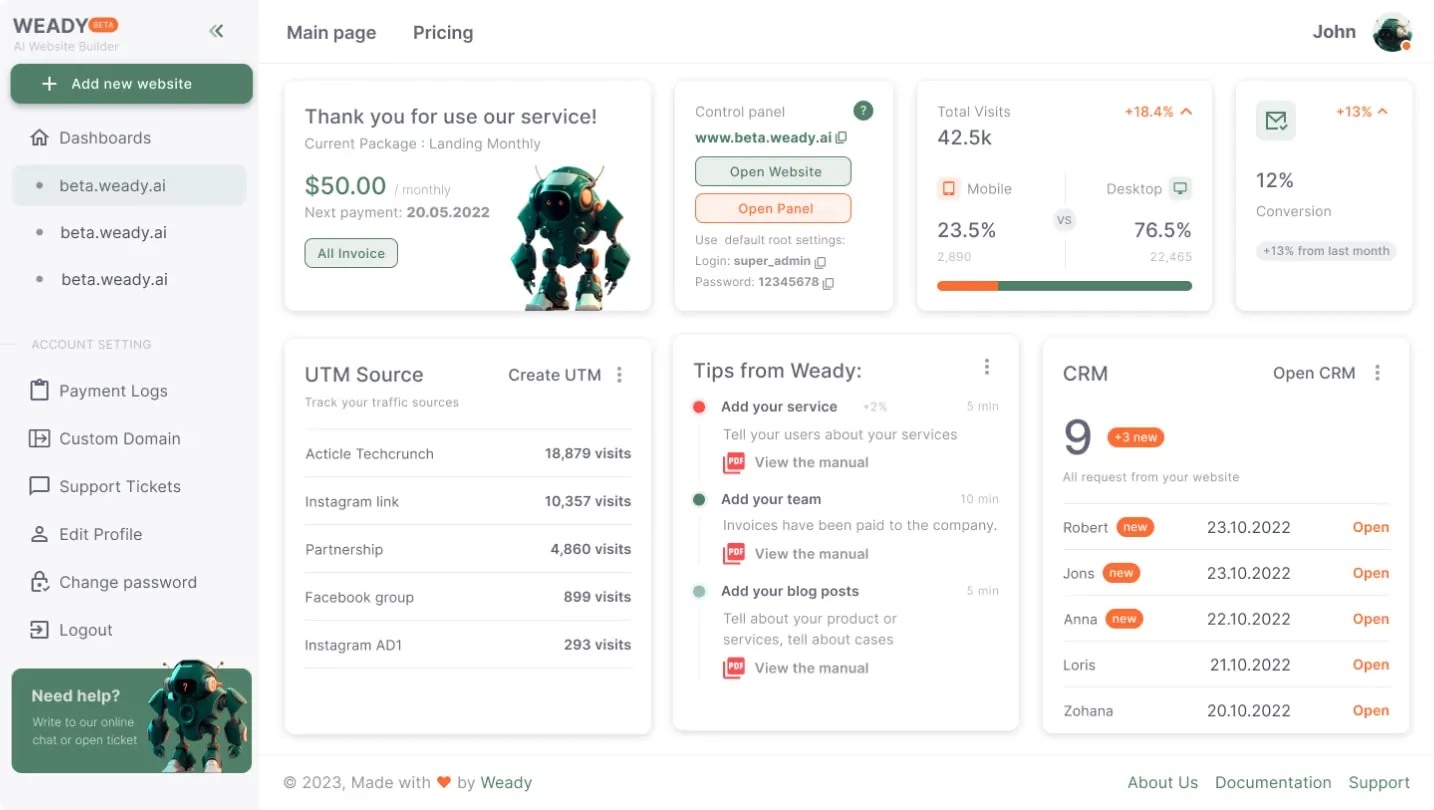 WEADY BETA
AI Website Builder
Add new website
Dashboards
beta.weady.ai
beta.weady.ai
beta.weady.ai
ACCOUNT SETTING
Payment Logs
Custom Domain
Support Tickets
Edit Profile
Change password
Logout
Need help?
Write to our online
chat or open ticket
?
Main page Pricing
John
Thank you for use our service!
Current Package : Landing Monthly
$50.00 / monthly
Next payment: 20.05.2022
All Invoice
Control panel ?
www.beta.weady.ai
Open Website
Open Panel
Use default root settings:
Login: super_admin
Password: 12345678
Total Visits +18.4%
42.5k
Mobile Desktop
VS
23.5% 76.5%
2,890 22,465
+13%
12%
Conversion
+13% from last month
UTM Source Create UTM
Track your traffic sources
Acticle Techcrunch 18,879 visits
Instagram link 10,357 visits
Partnership 4,860 visits
Facebook group 899 visits
Instagram AD1 293 visits
Tips from Weady:
Add your service +2% 5 min
Tell your users about your services
PDF View the manual
Add your team 10 min
Invoices have been paid to the company.
PDF View the manual
Add your blog posts 5 min
Tell about your product or
services, tell about cases
PDF View the manual
CRM Open CRM
9 +3 new
All request from your website
Robert new 23.10.2022 Open
Jons new 23.10.2022 Open
Anna new 22.10.2022 Open
Loris 21.10.2022 Open
Zohana 20.10.2022 Open
© 2023, Made with ❤ by Weady
About Us Documentation Support